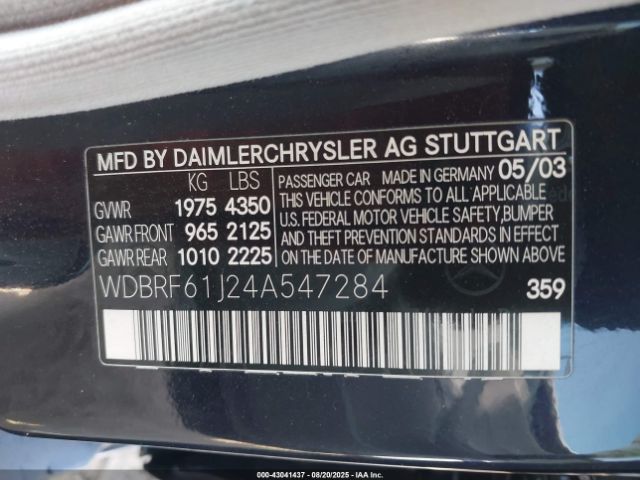 MFD BY DAIMLERCHRYSLER AG STUTTGART
KG LBS
GVWR 1975 4350
GAWR FRONT 965 2125
GAWR REAR 1010 2225
PASSENGER CAR MADE IN GERMANY 05/03
THIS VEHICLE CONFORMS TO ALL APPLICABLE
U.S. FEDERAL MOTOR VEHICLE SAFETY,BUMPER
AND THEFT PREVENTION STANDARDS IN EFFECT
ON THE DATE OF MANUFACTURE SHOWN ABOVE
WDBRF61J24A547284 359
000-43041437 - 08/20/2025 - IAAI.COM